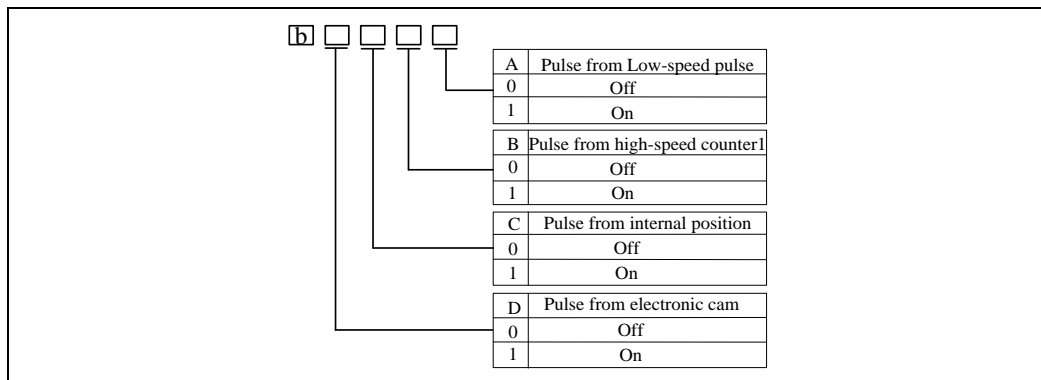 b
A Pulse from Low-speed pulse
0 Off
1 On
B Pulse from high-speed counter1
0 Off
1 On
C Pulse from internal position
0 Off
1 On
D Pulse from electronic cam
0 Off
1 On